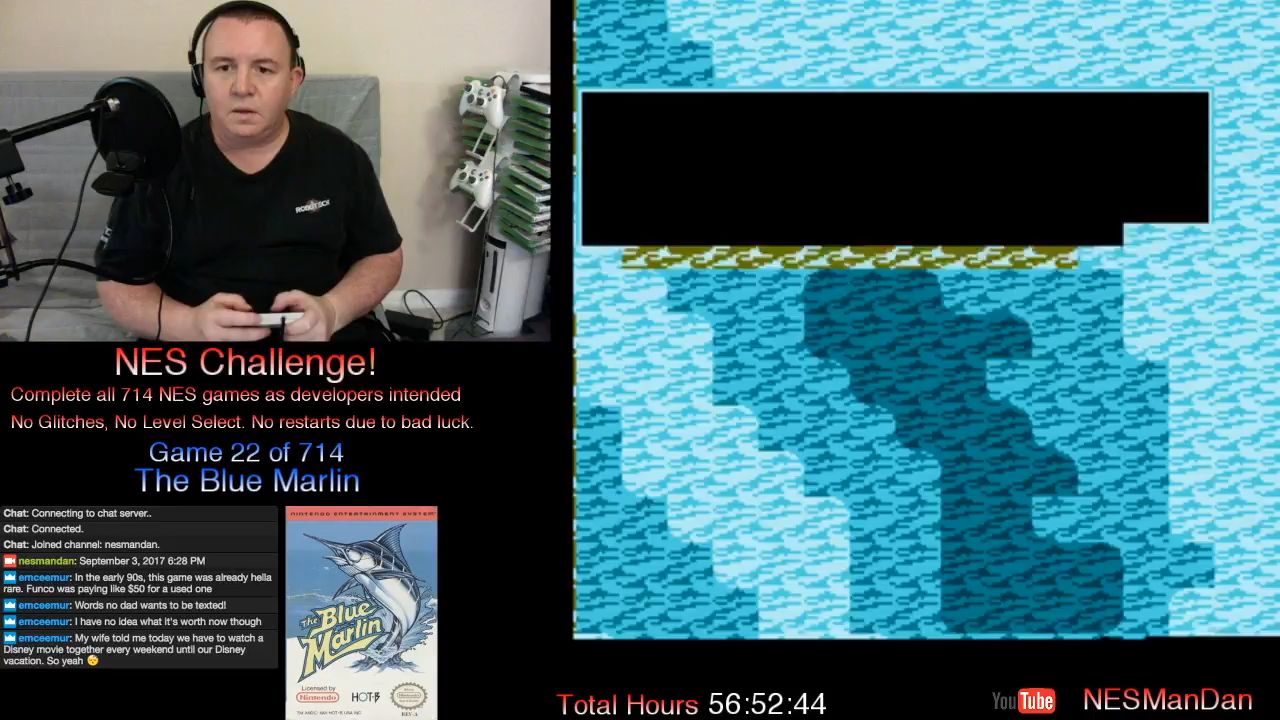 ROBOTECH
NES Challenge!
Complete all 714 NES games as developers intended
No Glitches, No Level Select. No restarts due to bad luck.
Game 22 of 714
The Blue Marlin
Chat: Connecting to chat server..
Chat: Connected.
Chat: Joined channel: nesmandan.
nesmandan: September 3, 2017 6:28 PM
emceemur: In the early 90s, this game was already hella
rare. Funco was paying like $50 for a used one
emceemur: Words no dad wants to be texted!
emceemur: I have no idea what it's worth now though
emceemur: My wife told me today we have to watch a
Disney movie together every weekend until our Disney
vacation. So yeah
NINTENDO ENTERTAINMENT SYSTEM
The Blue
Marlin
Licensed by
Nintendo
HOT·B
REV-A
Total Hours 56:52:44
YouTube NESManDan